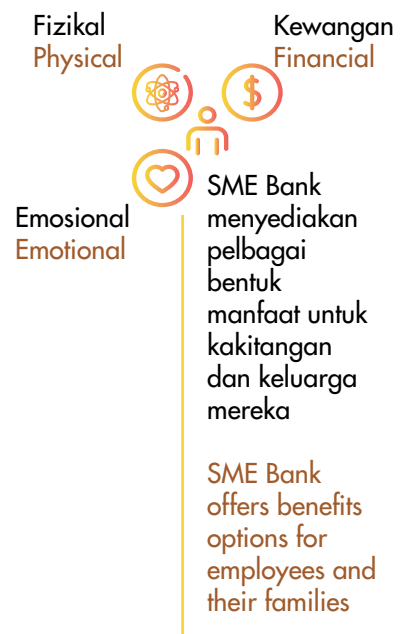 Fizikal
Physical
Kewangan
Financial
$
Emosional
Emotional
SME Bank
menyediakan
pelbagai
bentuk
manfaat untuk
kakitangan
dan keluarga
mereka
SME Bank
offers benefits
options for
employees and
their families